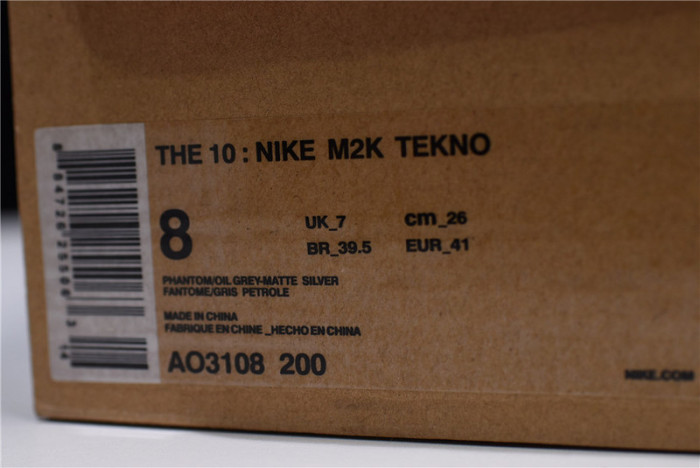 THE 10 : NIKE M2K TEKNO
8
UK_7 cm_26
BR_39.5 EUR_41
PHANTOM/OIL GREY-MATTE SILVER
FANTOME/GRIS PETROLE
MADE IN CHINA
FABRIQUE EN CHINE _HECHO EN CHINA
AO3108 200
NIKE.COM